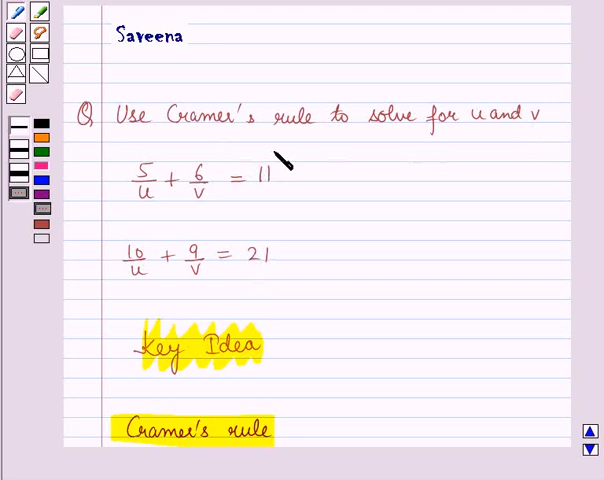 Saveena
Q Use Cramer's rule to solve for u and v
5/u + 6/v = 11
10/u + 9/v = 21
Key Idea
Cramer's rule